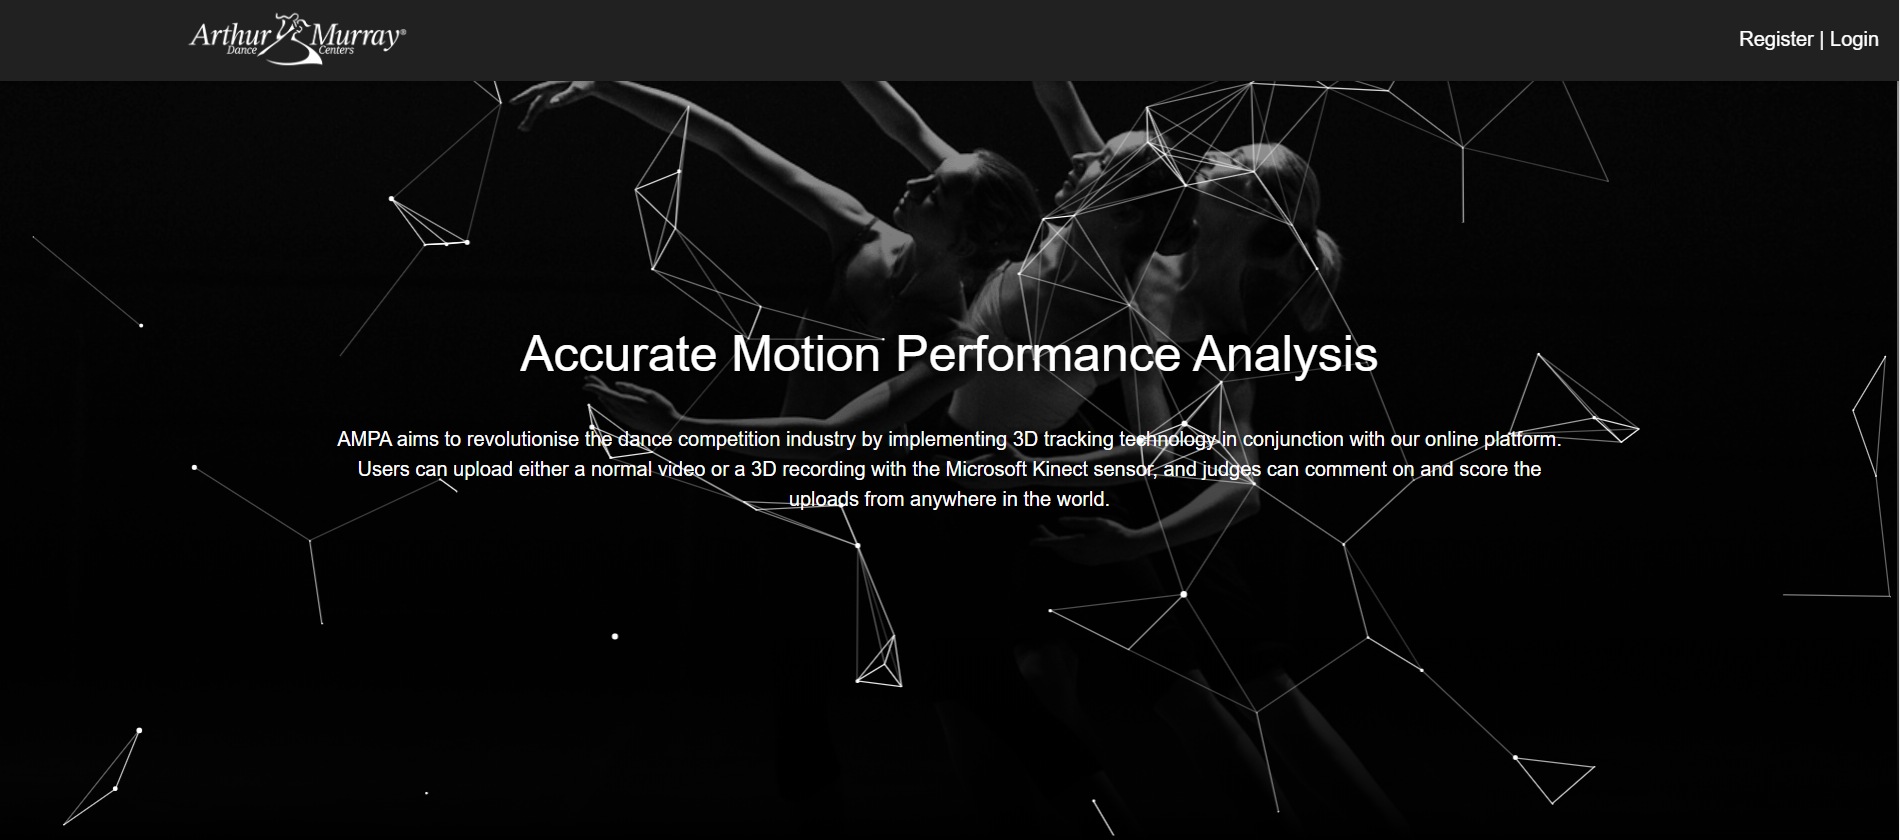 Arthur Murray®
Dance Centers
Register | Login
Accurate Motion Performance Analysis
AMPA aims to revolutionise the dance competition industry by implementing 3D tracking technology in conjunction with our online platform.
Users can upload either a normal video or a 3D recording with the Microsoft Kinect sensor, and judges can comment on and score the
uploads from anywhere in the world.